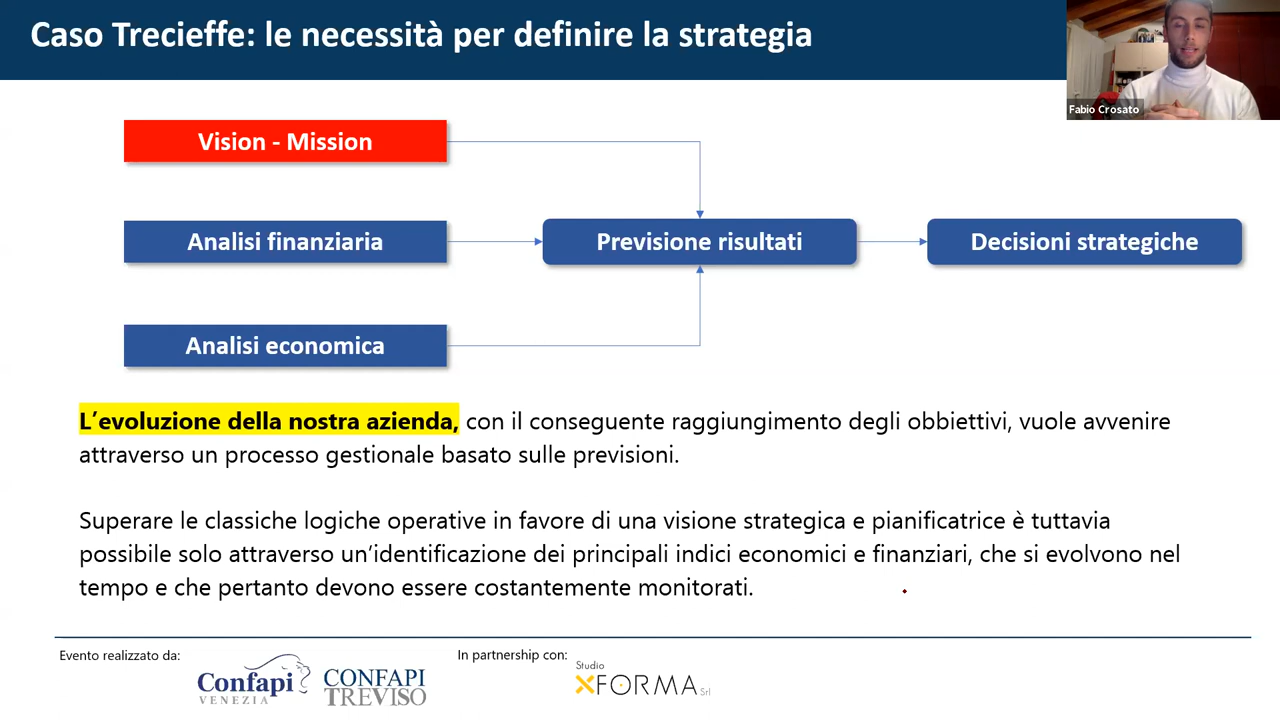 Caso Trecieffe: le necessità per definire la strategia
Fabio Crosato
Vision - Mission
Analisi finanziaria
Previsione risultati
Decisioni strategiche
Analisi economica
L’evoluzione della nostra azienda, con il conseguente raggiungimento degli obbiettivi, vuole avvenire
attraverso un processo gestionale basato sulle previsioni.
Superare le classiche logiche operative in favore di una visione strategica e pianificatrice è tuttavia
possibile solo attraverso un’identificazione dei principali indici economici e finanziari, che si evolvono nel
tempo e che pertanto devono essere costantemente monitorati.
Evento realizzato da:
Confapi
VENEZIA
CONFAPI
TREVISO
In partnership con:
Studio
XFORMA Srl